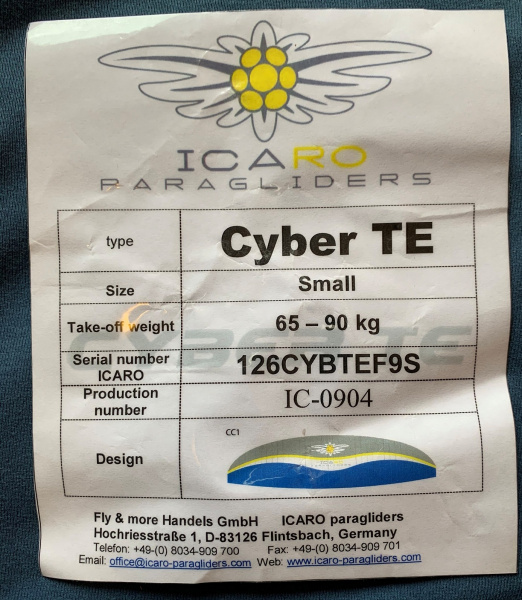 ICARO
PARAGLIDERS
type Cyber TE
Size Small
Take-off weight 65 – 90 kg
CYBER TE
Serial number
ICARO 126CYBTEF9S
Production
number IC-0904
Design CC1
Fly & more Handels GmbH ICARO paragliders
Hochriesstraße 1, D-83126 Flintsbach, Germany
Telefon: +49-(0) 8034-909 700 Fax: +49-(0) 8034-909 701
Email: office@icaro-paragliders.com Web: www.icaro-paragliders.com